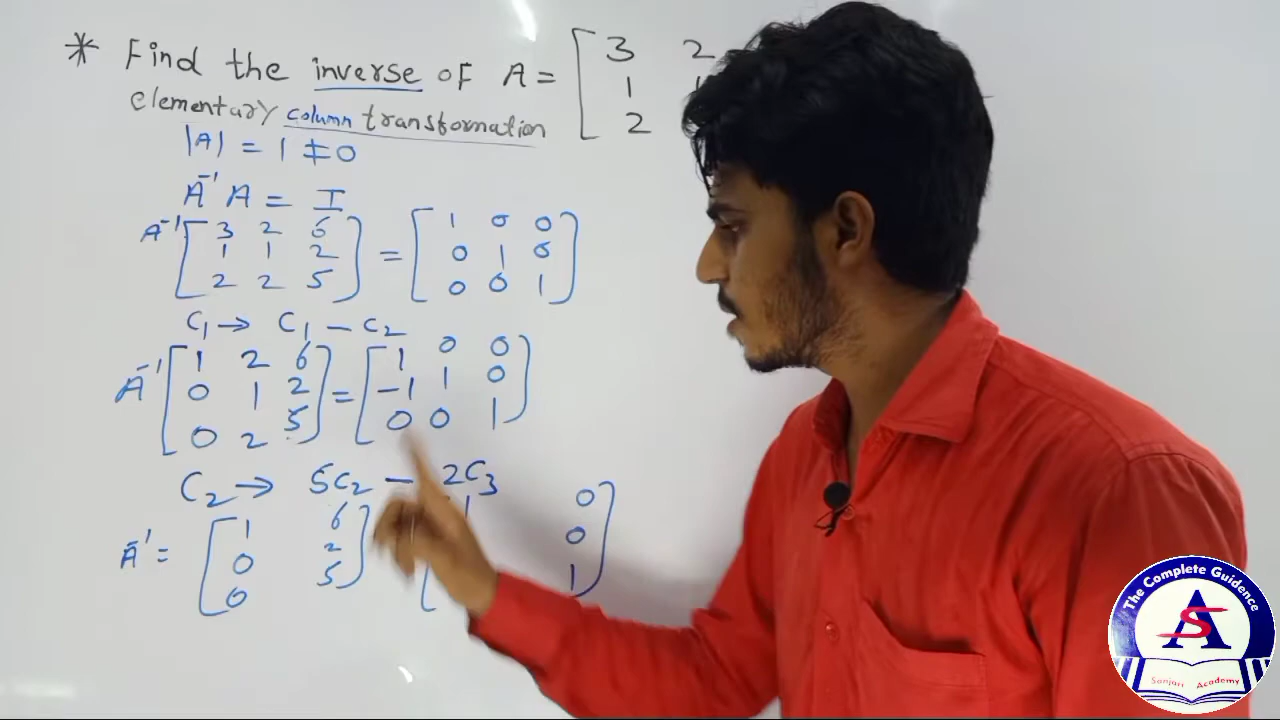 * Find the inverse of A = [ 3 2
1
2
elementary column transformation
|A| = 1 ≠ 0
A⁻¹ A = I
A⁻¹ [ 3 2 6 ] = [ 1 0 0 ]
1 1 2 0 1 0
2 2 5 0 0 1
C₁ → C₁ − C₂
A⁻¹ [ 1 2 6 ] = [ 1 0 0 ]
0 1 2 −1 1 0
0 2 5 0 0 1
C₂ → 5C₂ − 2C₃
A⁻¹ = [ 1 6 ] [ 1 0 ]
0 2 0
0 5 1
The Complete Guidence
SA
Sanjari Academy